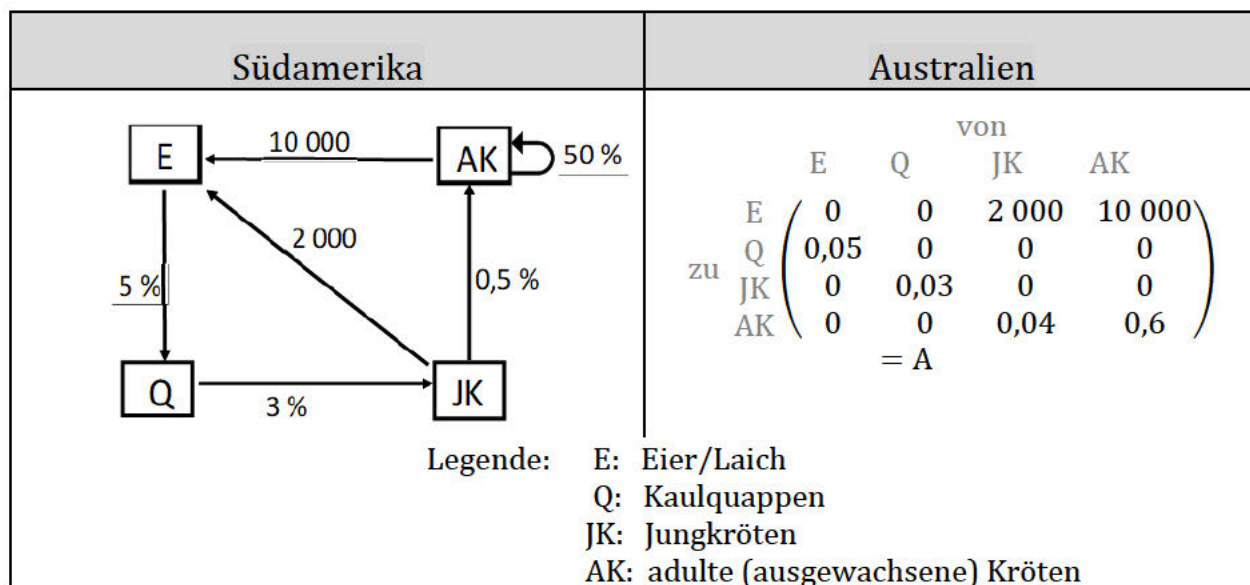 Südamerika
Australien
E
10 000
AK
50 %
2 000
5 %
0,5 %
Q
3 %
JK
von
E Q JK AK
zu
E 0 0 2 000 10 000
Q 0,05 0 0 0
JK 0 0,03 0 0
AK 0 0 0,04 0,6
= A
Legende: E: Eier/Laich
Q: Kaulquappen
JK: Jungkröten
AK: adulte (ausgewachsene) Kröten